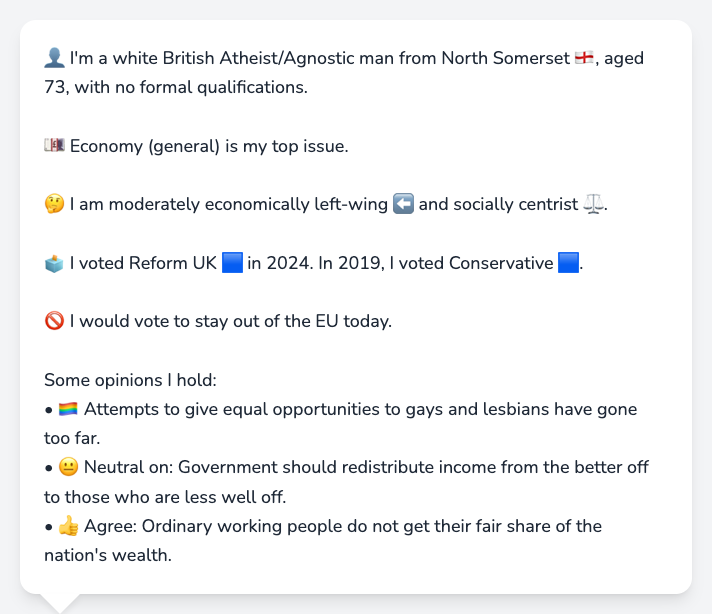 👤 I'm a white British Atheist/Agnostic man from North Somerset 🏴󠁧󠁢󠁥󠁮󠁧󠁿, aged
73, with no formal qualifications.
💷 Economy (general) is my top issue.
🤔 I am moderately economically left-wing ⬅️ and socially centrist ⚖️.
🗳️ I voted Reform UK 🟦 in 2024. In 2019, I voted Conservative 🟦.
🚫 I would vote to stay out of the EU today.
Some opinions I hold:
• 🏳️‍🌈 Attempts to give equal opportunities to gays and lesbians have gone
too far.
• 😐 Neutral on: Government should redistribute income from the better off
to those who are less well off.
• 👍 Agree: Ordinary working people do not get their fair share of the
nation's wealth.